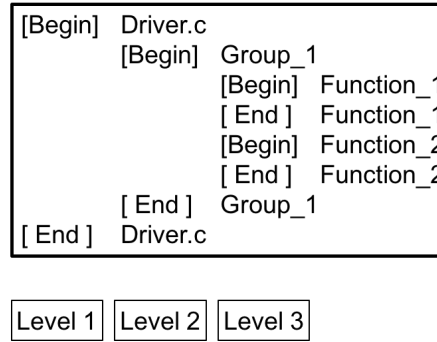 [Begin] Driver.c
[Begin] Group_1
[Begin] Function_1
[ End ] Function_1
[Begin] Function_2
[ End ] Function_2
[ End ] Group_1
[ End ] Driver.c
Level 1 Level 2 Level 3